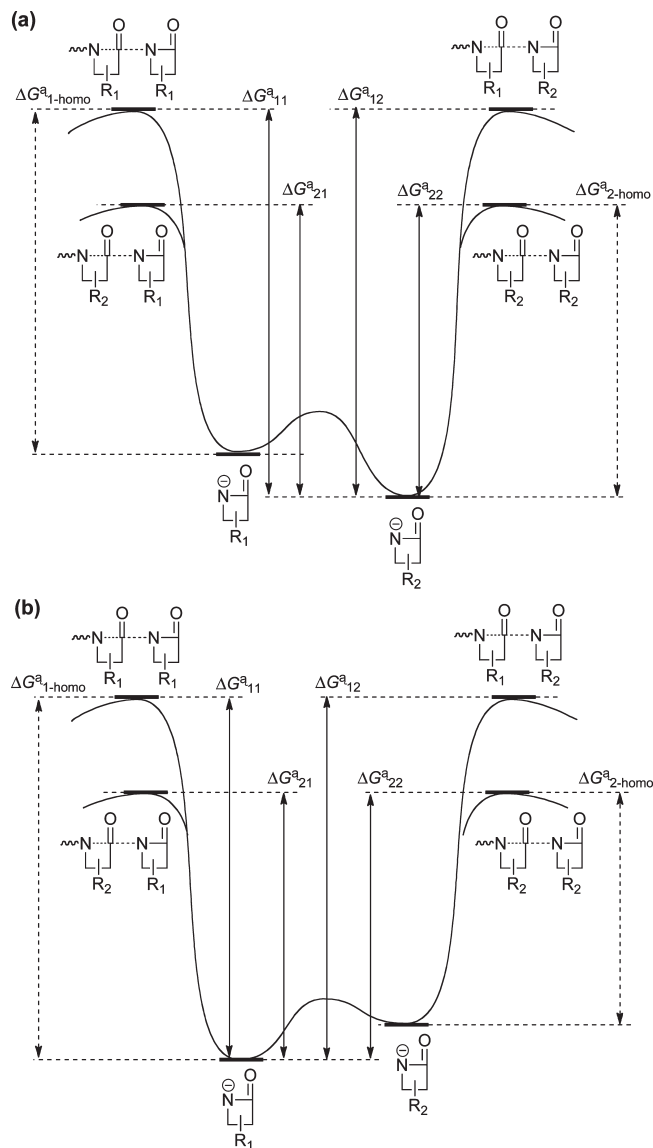 (a)
O O O O
N N N N
R1 R1 R1 R2
ΔGa1-homo ΔGa11 ΔGa12
ΔGa21 ΔGa22 ΔGa2-homo
O O O O
N N N N
R2 R1 R2 R2
⊖ O
N
R1
⊖ O
N
R2
(b)
O O O O
N N N N
R1 R1 R1 R2
ΔGa1-homo ΔGa11 ΔGa12
ΔGa21 ΔGa22 ΔGa2-homo
O O O O
N N N N
R2 R1 R2 R2
⊖ O
N
R2
⊖ O
N
R1